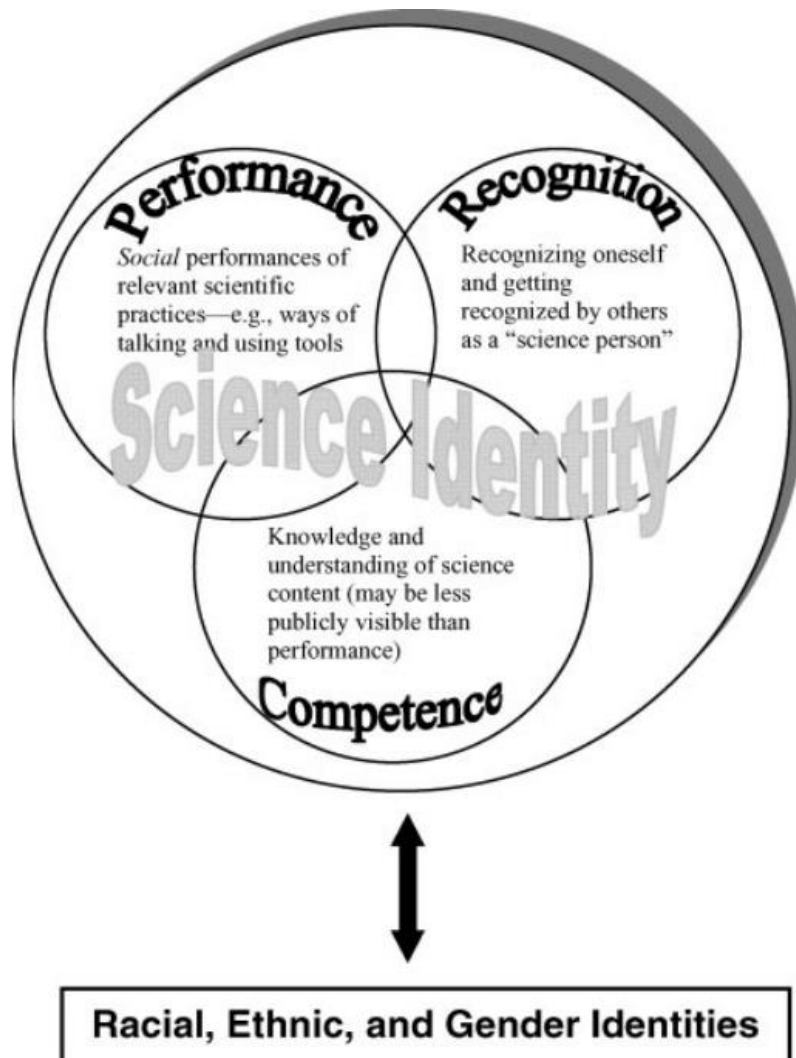 Performance
Social performances of
relevant scientific
practices—e.g., ways of
talking and using tools
Recognition
Recognizing oneself
and getting
recognized by others
as a “science person”
Science Identity
Knowledge and
understanding of science
content (may be less
publicly visible than
performance)
Competence
Racial, Ethnic, and Gender Identities